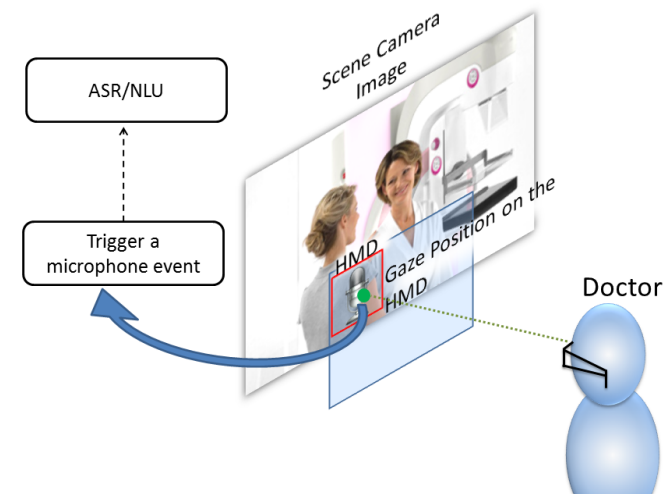 Scene Camera
Image
ASR/NLU
Trigger a
microphone event
HMD
Gaze Position on the
HMD
Doctor